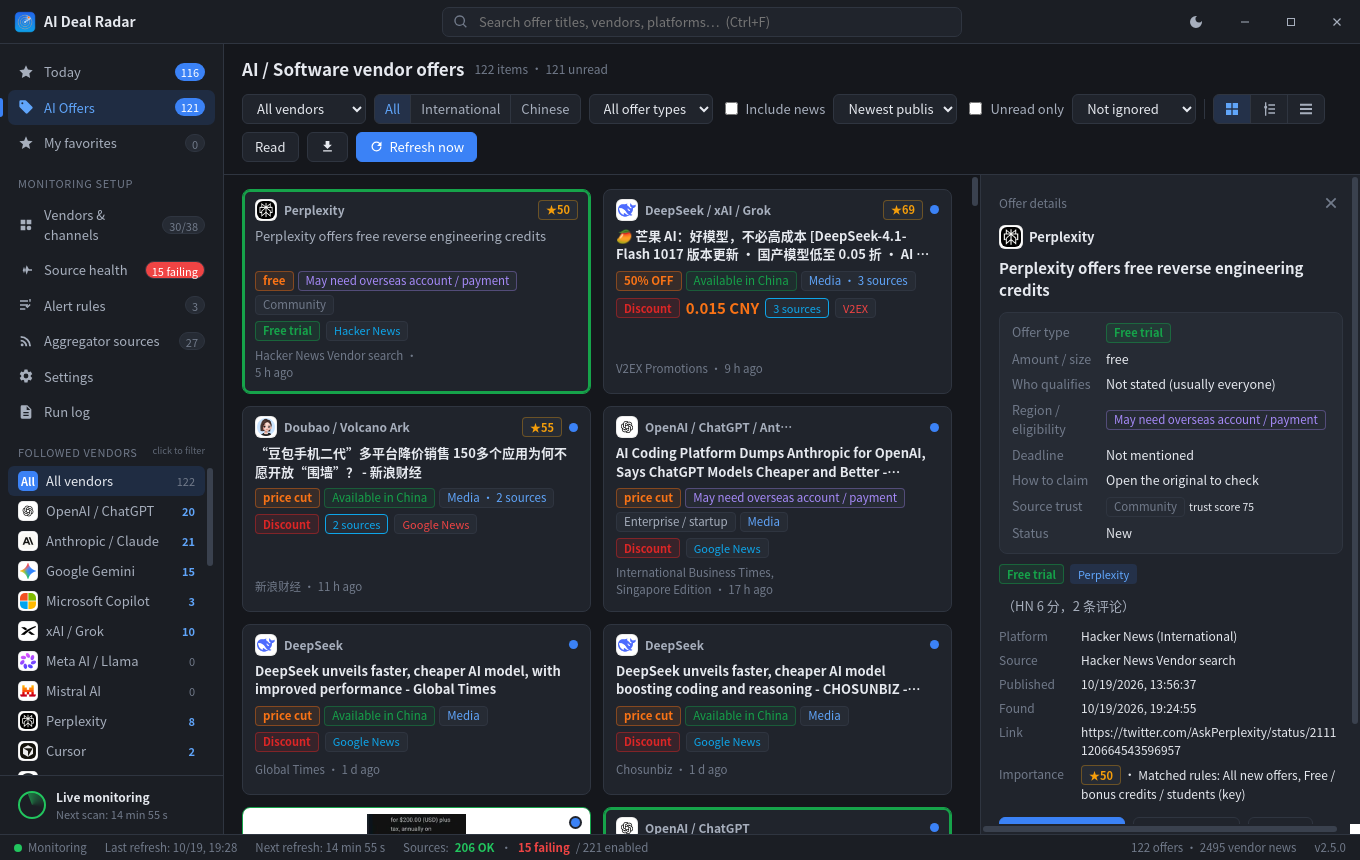 AI Deal Radar
Search offer titles, vendors, platforms… (Ctrl+F)
Today 116
AI Offers 121
My favorites 0
MONITORING SETUP
Vendors & channels 30/38
Source health 15 failing
Alert rules 3
Aggregator sources 27
Settings
Run log
FOLLOWED VENDORS click to filter
All All vendors 122
OpenAI / ChatGPT 20
Anthropic / Claude 21
Google Gemini 15
Microsoft Copilot 3
xAI / Grok 10
Meta AI / Llama 0
Mistral AI 0
Perplexity 8
Cursor 2
Live monitoring
Next scan: 14 min 55 s
AI / Software vendor offers 122 items • 121 unread
All vendors All International Chinese All offer types Include news Newest publis Unread only Not ignored
Read Refresh now
Perplexity ★50
Perplexity offers free reverse engineering credits
free May need overseas account / payment
Community
Free trial Hacker News
Hacker News Vendor search •
5 h ago
DeepSeek / xAI / Grok ★69
🥭 芒果 AI：好模型，不必高成本 [DeepSeek-4.1-
Flash 1017 版本更新 · 国产模型低至 0.05 折 · AI …
50% OFF Available in China Media • 3 sources
Discount 0.015 CNY 3 sources V2EX
V2EX Promotions • 9 h ago
Doubao / Volcano Ark ★55
“豆包手机二代”多平台降价销售 150多个应用为何不
愿开放“围墙”？ - 新浪财经
price cut Available in China Media • 2 sources
Discount 2 sources Google News
新浪财经 • 11 h ago
OpenAI / ChatGPT / Ant…
AI Coding Platform Dumps Anthropic for OpenAI,
Says ChatGPT Models Cheaper and Better -…
price cut May need overseas account / payment
Enterprise / startup Media
Discount Google News
International Business Times,
Singapore Edition • 17 h ago
DeepSeek
DeepSeek unveils faster, cheaper AI model, with
improved performance - Global Times
price cut Available in China Media
Discount Google News
Global Times • 1 d ago
DeepSeek
DeepSeek unveils faster, cheaper AI model
boosting coding and reasoning - CHOSUNBIZ -…
price cut Available in China Media
Discount Google News
Chosunbiz • 1 d ago
for $200.00 (USD) plus
tax, annually on
OpenAI / ChatGPT
Offer details
Perplexity
Perplexity offers free reverse engineering
credits
Offer type Free trial
Amount / size free
Who qualifies Not stated (usually everyone)
Region / eligibility May need overseas account / payment
Deadline Not mentioned
How to claim Open the original to check
Source trust Community trust score 75
Status New
Free trial Perplexity
（HN 6 分，2 条评论）
Platform Hacker News (International)
Source Hacker News Vendor search
Published 10/19/2026, 13:56:37
Found 10/19/2026, 19:24:55
Link https://twitter.com/AskPerplexity/status/2111
120664543596957
Importance ★50 • Matched rules: All new offers, Free /
bonus credits / students (key)
Monitoring Last refresh: 10/19, 19:28 Next refresh: 14 min 55 s Sources: 206 OK · 15 failing / 221 enabled 122 offers • 2495 vendor news v2.5.0